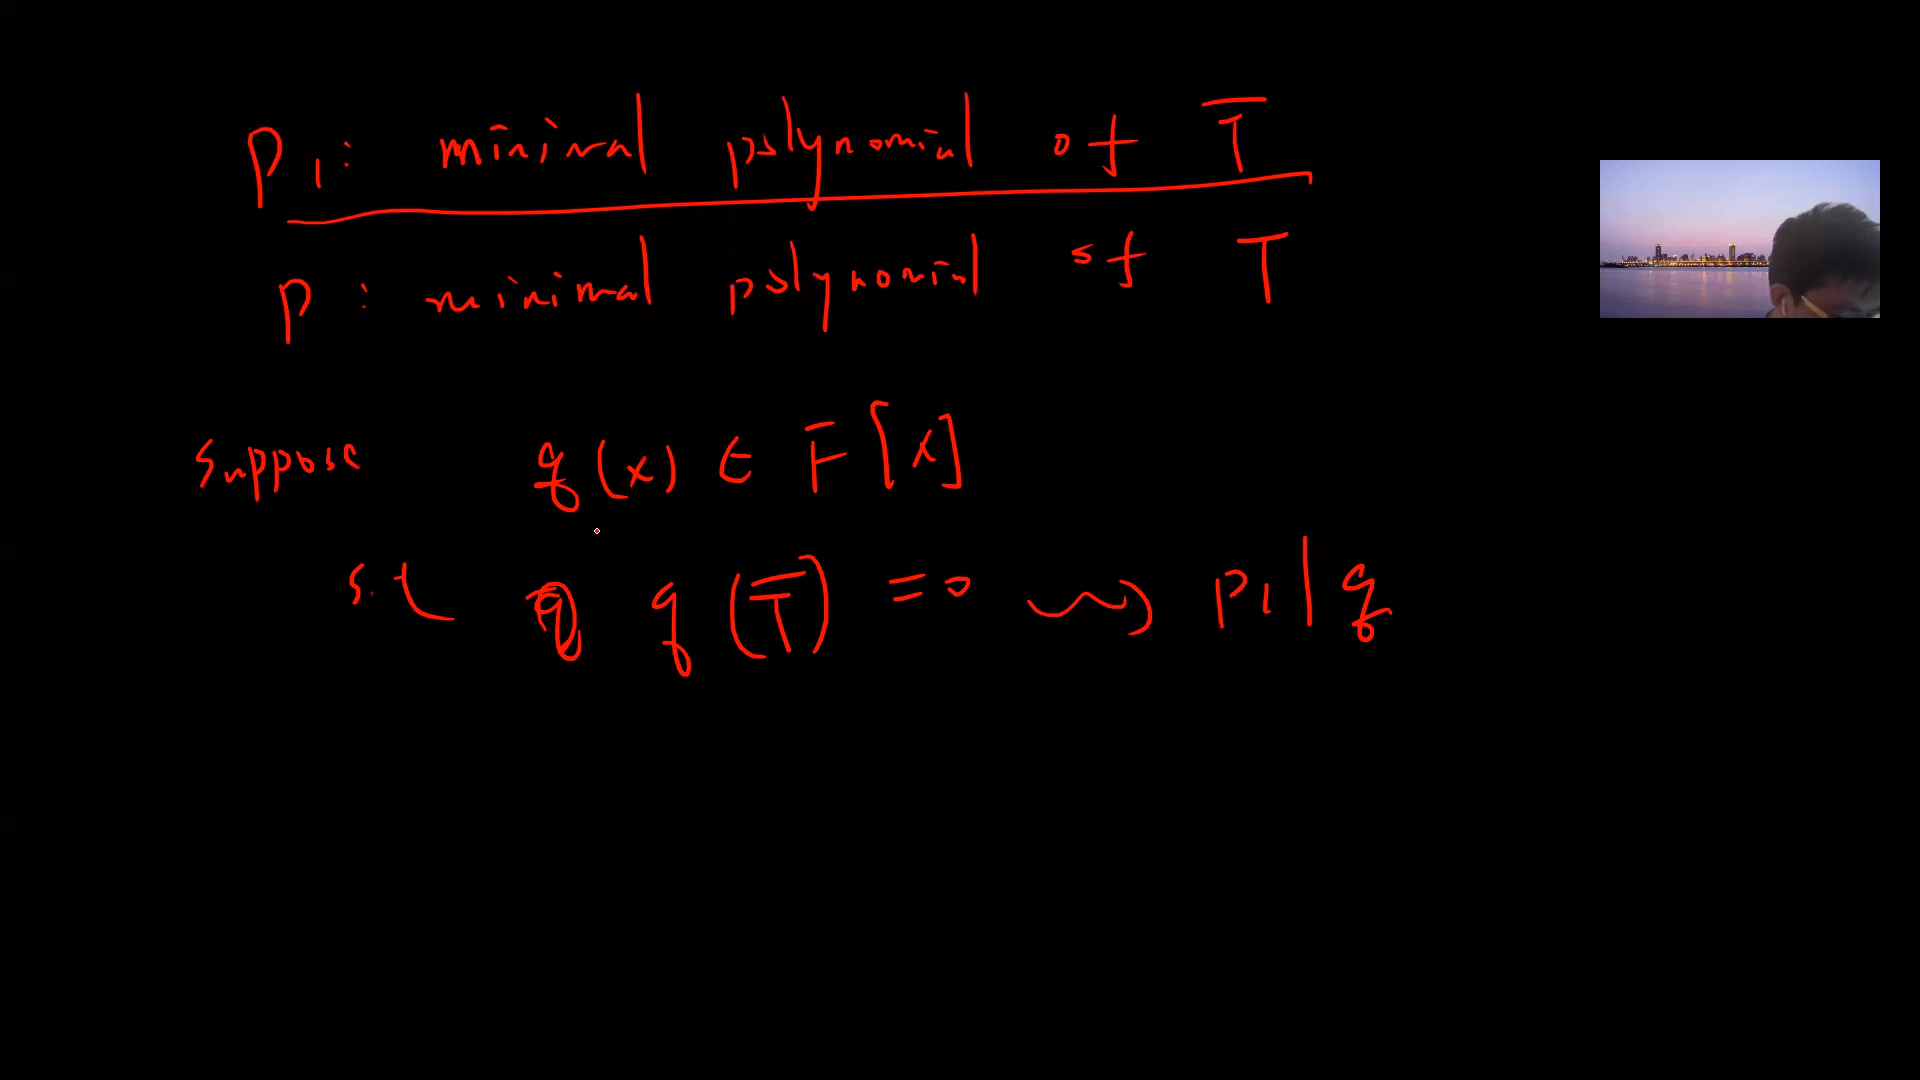 P₁: minimal polynomial of T̅
p: minimal polynomial of T
Suppose q(x) ∈ F[x]
s.t q(T̅) = 0 ⇝ p₁ | q